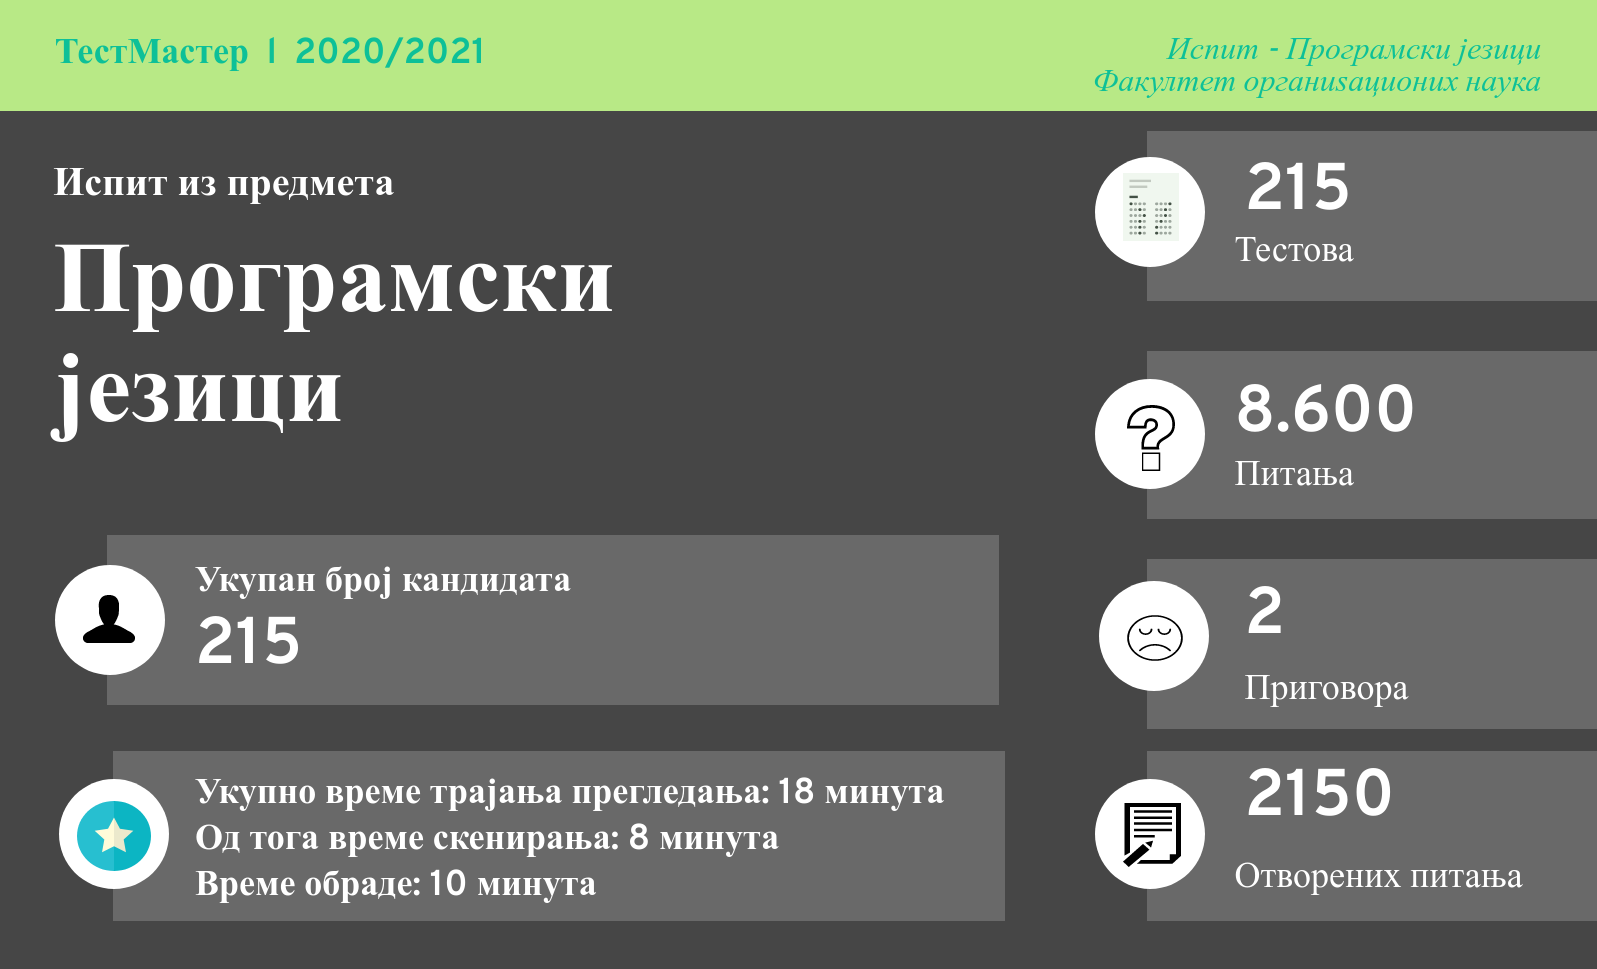 ТестМастер | 2020/2021
Испит - Програмски језици
Факултет органиѕационих наука
Испит из предмета
Програмски
језици
Укупан број кандидата
215
Укупно време трајања прегледања: 18 минута
Од тога време скенирања: 8 минута
Време обраде: 10 минута
215
Тестова
8.600
Питања
2
Приговора
2150
Отворених питања